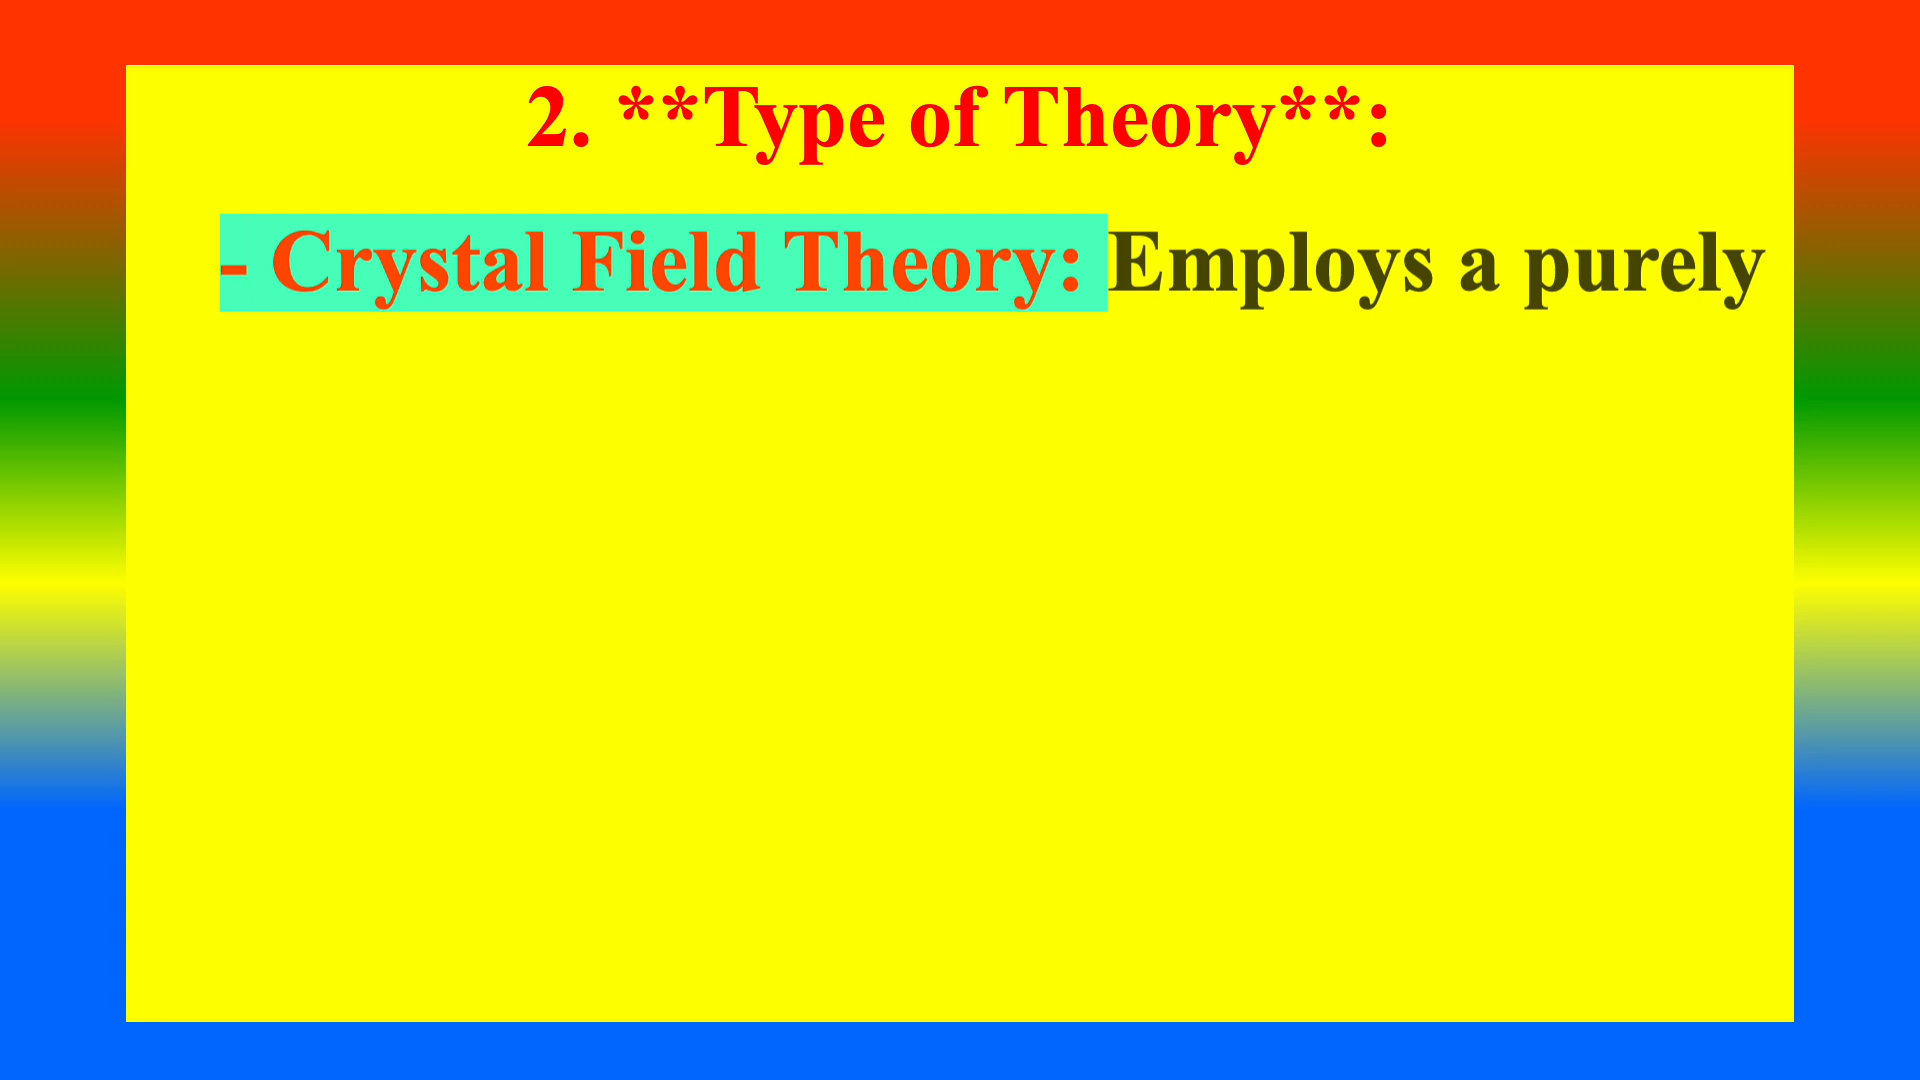 2. **Type of Theory**:
- Crystal Field Theory: Employs a purely